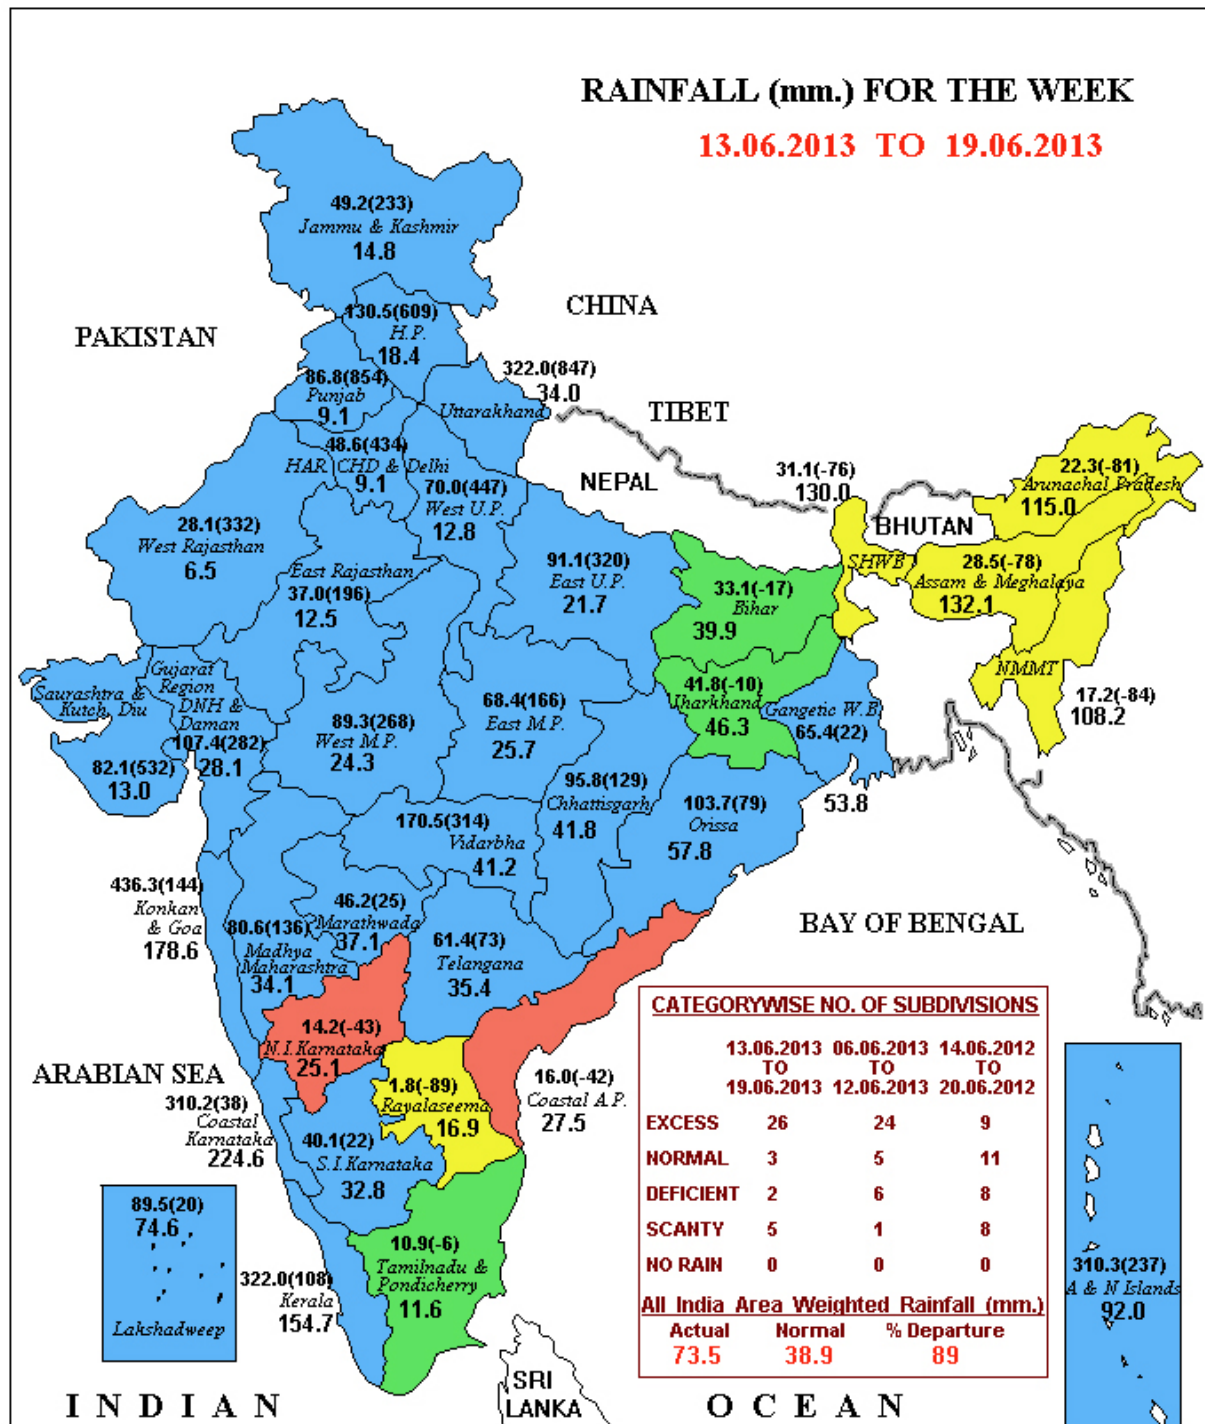 RAINFALL (mm.) FOR THE WEEK
13.06.2013 TO 19.06.2013
49.2(233)
Jammu & Kashmir
14.8
CHINA
130.5(609)
H.P.
18.4
PAKISTAN
322.0(847)
34.0
Uttarakhand
86.8(854)
Punjab
9.1
TIBET
48.6(434)
HAR CHD & Delhi
9.1
NEPAL
31.1(-76)
130.0
SHWB
BHUTAN
22.3(-81)
Arunachal Pradesh
115.0
70.0(447)
West U.P.
12.8
28.1(332)
West Rajasthan
6.5
East Rajasthan
37.0(196)
12.5
91.1(320)
East U.P.
21.7
33.1(-17)
Bihar
39.9
28.5(-78)
Assam & Meghalaya
132.1
NMMT
17.2(-84)
108.2
Gujarat
Region
DNH &
Daman
107.4(282)
28.1
Saurashtra &
Kutch, Diu
82.1(532)
13.0
89.3(268)
West M.P.
24.3
68.4(166)
East M.P.
25.7
41.8(-10)
Jharkhand
46.3
Gangetic W.B
65.4(22)
53.8
95.8(129)
Chhattisgarh
41.8
103.7(79)
Orissa
57.8
170.5(314)
Vidarbha
41.2
436.3(144)
Konkan
& Goa
178.6
80.6(136)
Madhya
Maharashtra
34.1
46.2(25)
Marathwada
37.1
61.4(73)
Telangana
35.4
BAY OF BENGAL
14.2(-43)
N.I.Karnataka
25.1
ARABIAN SEA
1.8(-89)
Rayalaseema
16.9
16.0(-42)
Coastal A.P.
27.5
310.2(38)
Coastal
Karnataka
224.6
40.1(22)
S.I.Karnataka
32.8
89.5(20)
74.6
Lakshadweep
10.9(-6)
Tamilnadu &
Pondicherry
11.6
322.0(108)
Kerala
154.7
CATEGORYWISE NO. OF SUBDIVISIONS
13.06.2013 06.06.2013 14.06.2012
TO TO TO
19.06.2013 12.06.2013 20.06.2012
EXCESS 26 24 9
NORMAL 3 5 11
DEFICIENT 2 6 8
SCANTY 5 1 8
NO RAIN 0 0 0
All India Area Weighted Rainfall (mm.)
Actual Normal % Departure
73.5 38.9 89
310.3(237)
A & N Islands
92.0
SRI
LANKA
INDIAN OCEAN